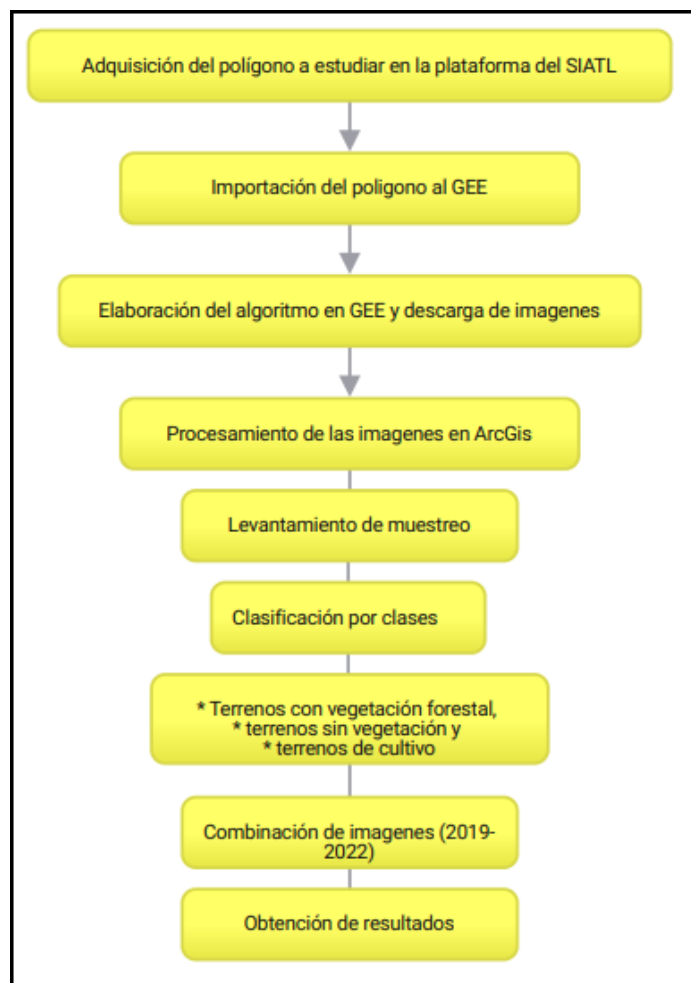 Adquisición del polígono a estudiar en la plataforma del SIATL
Importación del poligono al GEE
Elaboración del algoritmo en GEE y descarga de imagenes
Procesamiento de las imagenes en ArcGis
Levantamiento de muestreo
Clasificación por clases
* Terrenos con vegetación forestal,
* terrenos sin vegetación y
* terrenos de cultivo
Combinación de imagenes (2019-
2022)
Obtención de resultados